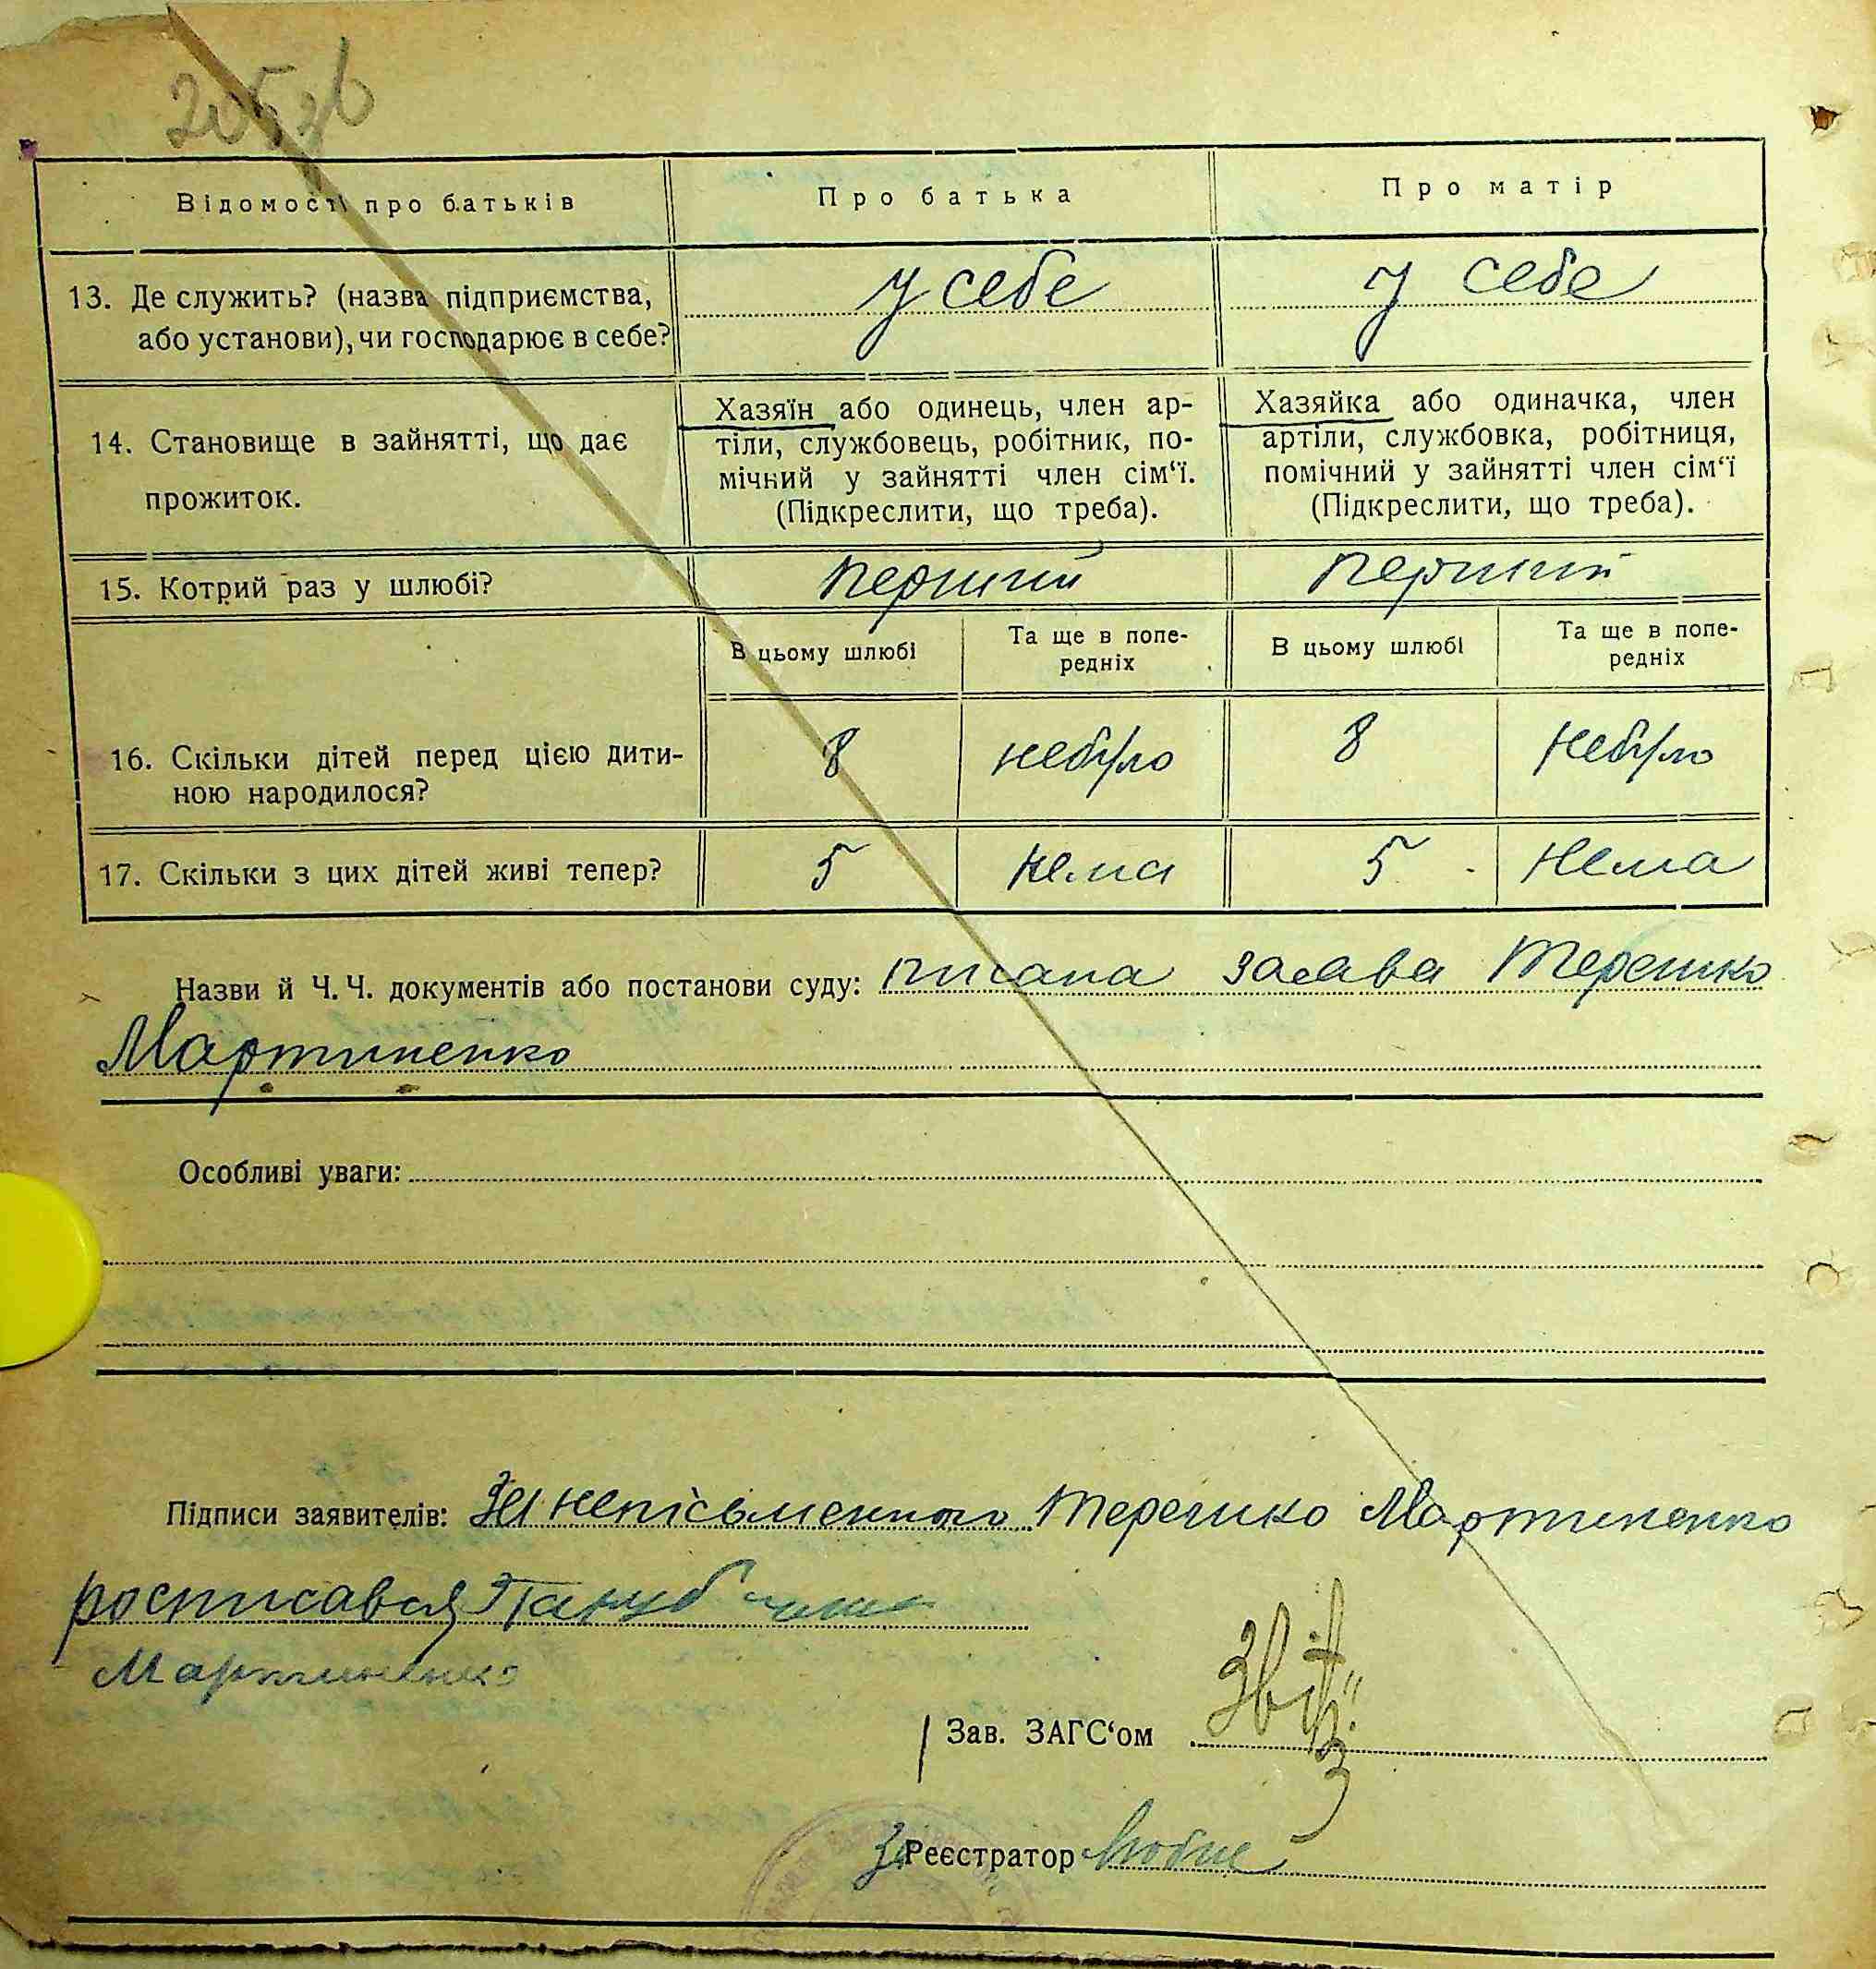 205 зв
Відомості про батьків
Про батька
Про матір
13. Де служить? (назва підприємства,
або установи), чи господарює в себе?
у себе
у себе
14. Становище в зайнятті, що дає
прожиток.
Хазяїн або одинець, член ар-
тіли, службовець, робітник, по-
мічний у зайнятті член сім‘ї.
(Підкреслити, що треба).
Хазяйка або одиначка, член
артіли, службовка, робітниця,
помічний у зайнятті член сім‘ї
(Підкреслити, що треба).
15. Котрий раз у шлюбі?
перший
перший
В цьому шлюбі
Та ще в попе-
редніх
В цьому шлюбі
Та ще в попе-
редніх
16. Скільки дітей перед цією дити-
ною народилося?
8
небуло
8
небуло
17. Скільки з цих дітей живі тепер?
5
нема
5
нема
Назви й Ч. Ч. документів або постанови суду: писана заява Терешко
Мартиненко
Особливі уваги:
Підписи заявителів: За непісьменного Терешко Мартиненко
росписався
Мартиненко
Зав. ЗАГС‘ом
за Реєстратор